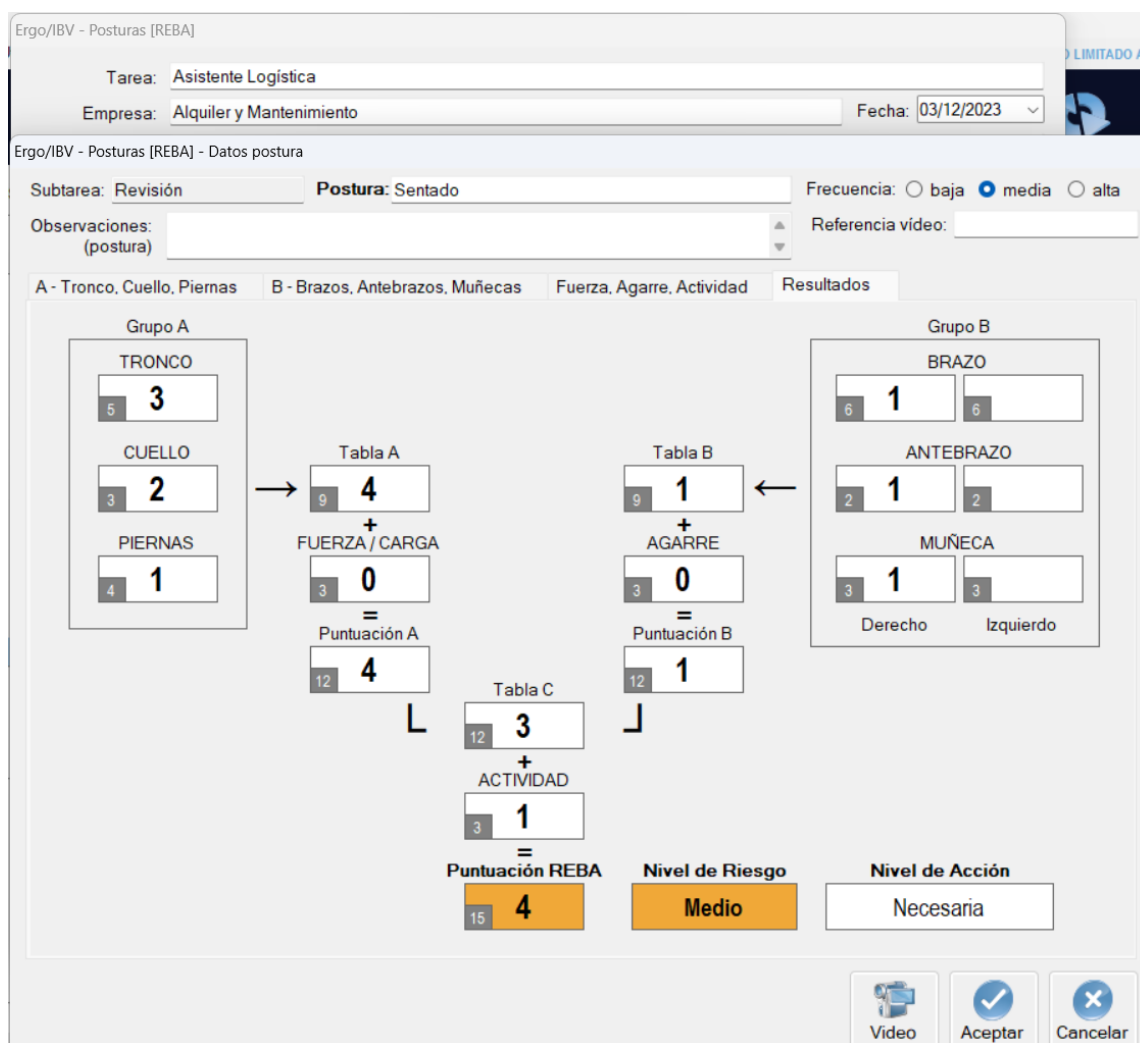 Ergo/IBV - Posturas [REBA]
O LIMITADO A
Tarea: Asistente Logística
Empresa: Alquiler y Mantenimiento Fecha: 03/12/2023
Ergo/IBV - Posturas [REBA] - Datos postura
Subtarea: Revisión Postura: Sentado Frecuencia: baja media alta
Observaciones: Referencia vídeo:
(postura)
A - Tronco, Cuello, Piernas B - Brazos, Antebrazos, Muñecas Fuerza, Agarre, Actividad Resultados
Grupo A Grupo B
TRONCO BRAZO
5 3 6 1 6
CUELLO Tabla A Tabla B ANTEBRAZO
3 2 → 9 4 9 1 ← 2 1 2
+ +
PIERNAS FUERZA / CARGA AGARRE MUÑECA
4 1 3 0 3 0 3 1 3
= =
Puntuación A Puntuación B Derecho Izquierdo
12 4 12 1
Tabla C
12 3
+
ACTIVIDAD
3 1
=
Puntuación REBA Nivel de Riesgo Nivel de Acción
15 4 Medio Necesaria
Video Aceptar Cancelar